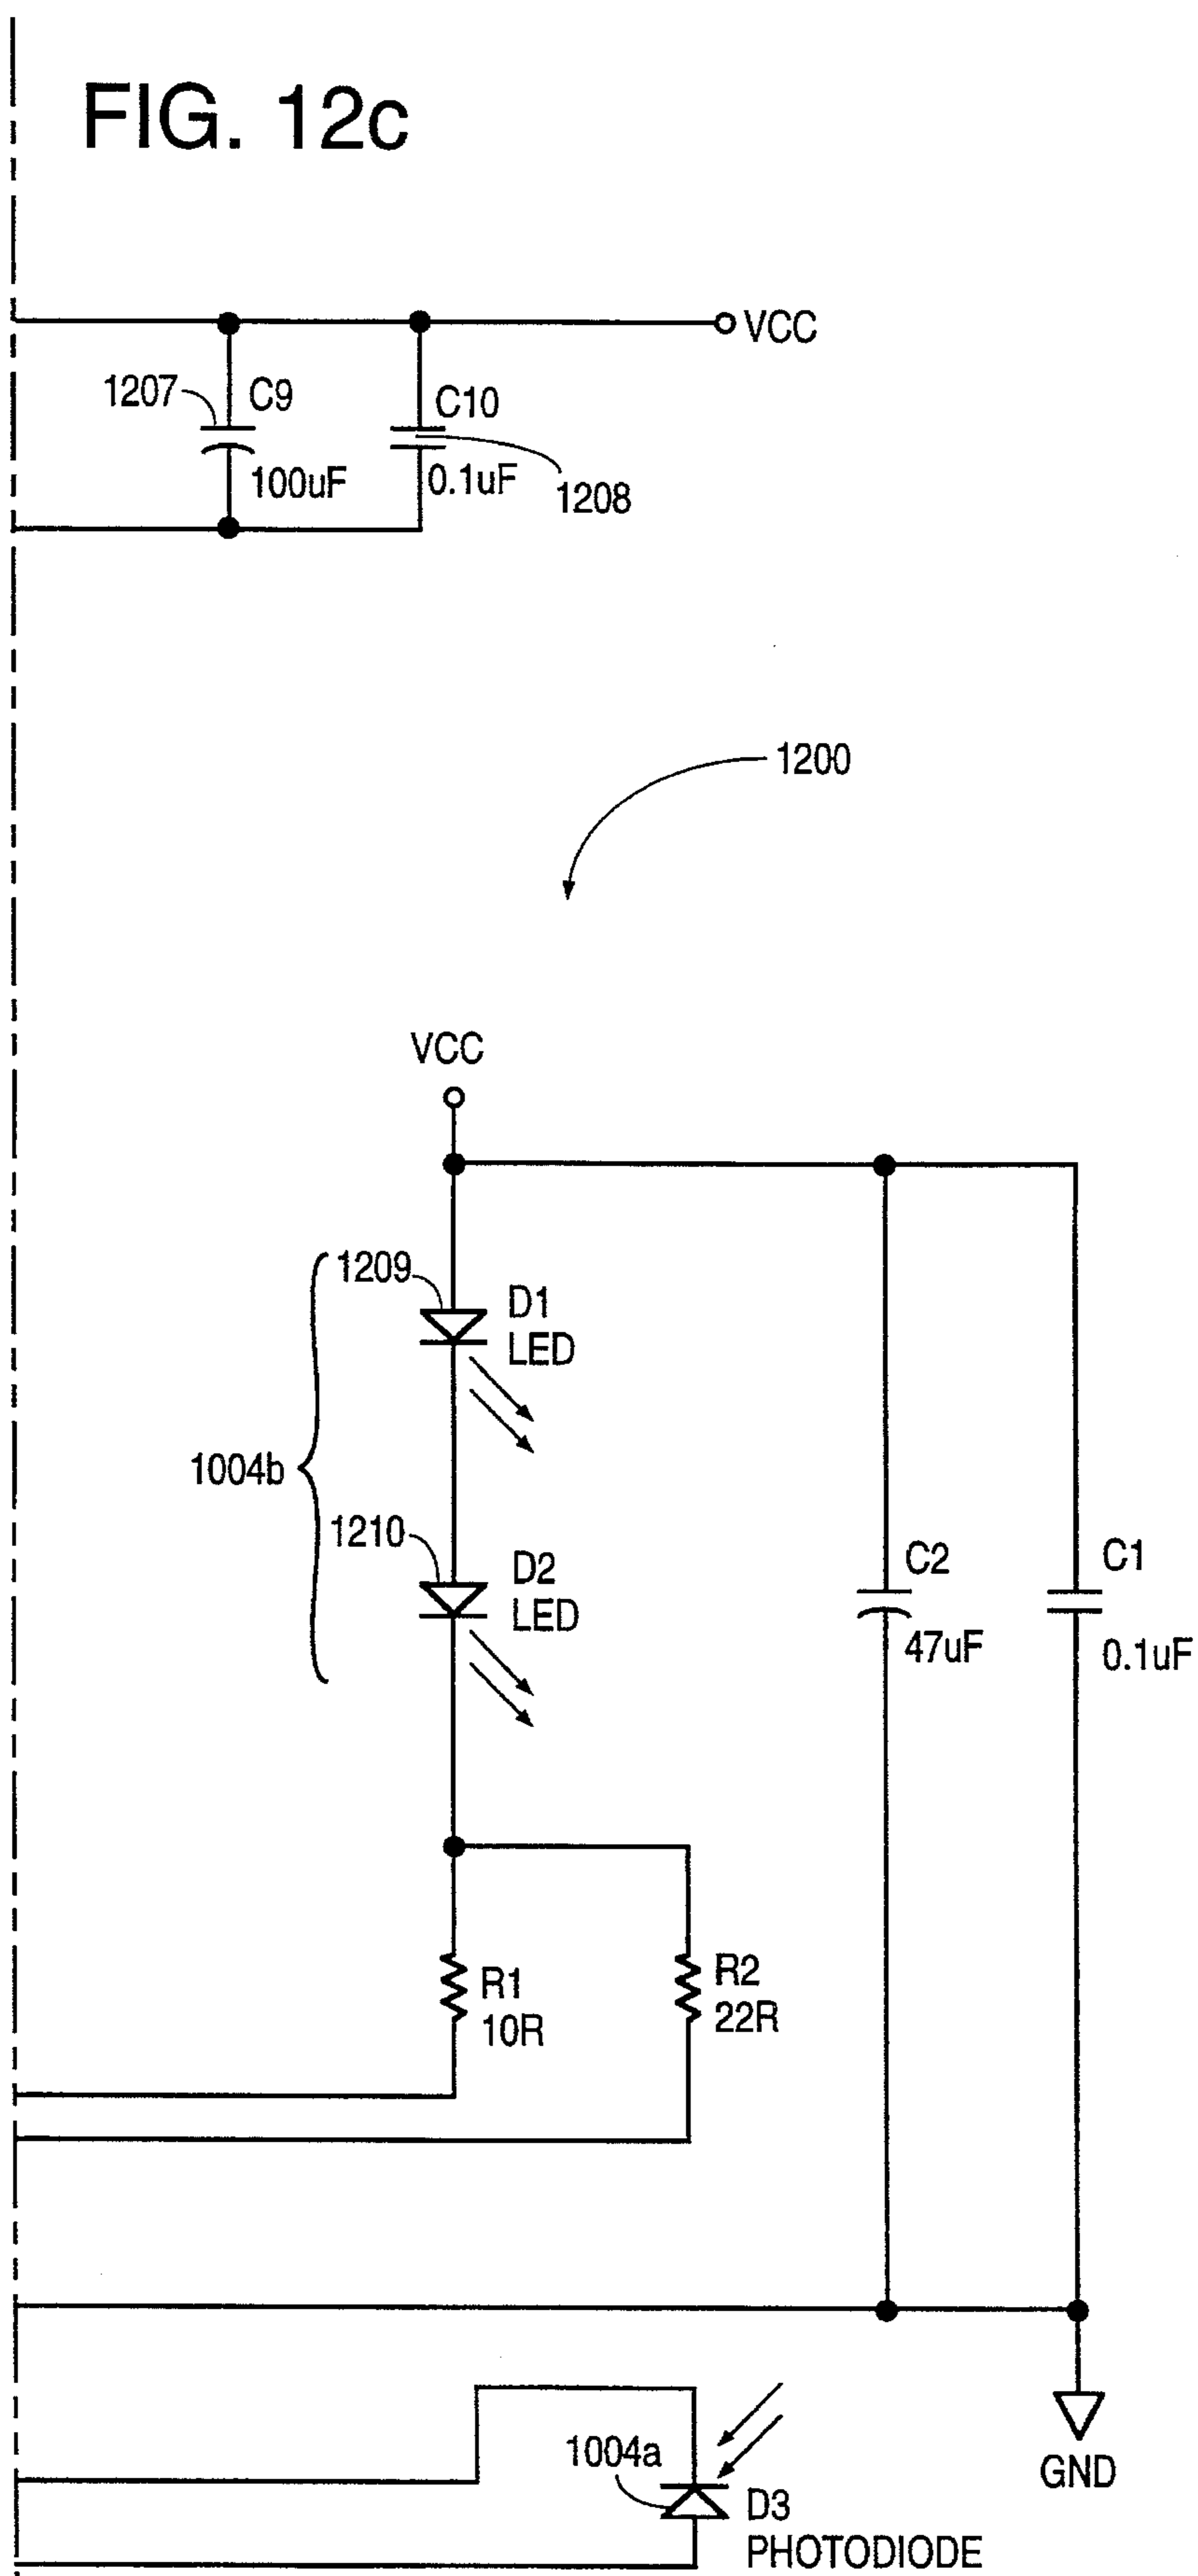 FIG. 12c
VCC
1207
C9
C10
100uF
0.1uF
1208
1200
VCC
1209
D1
LED
1004b
1210
D2
LED
C2
47uF
C1
0.1uF
R1
10R
R2
22R
1004a
D3
PHOTODIODE
GND